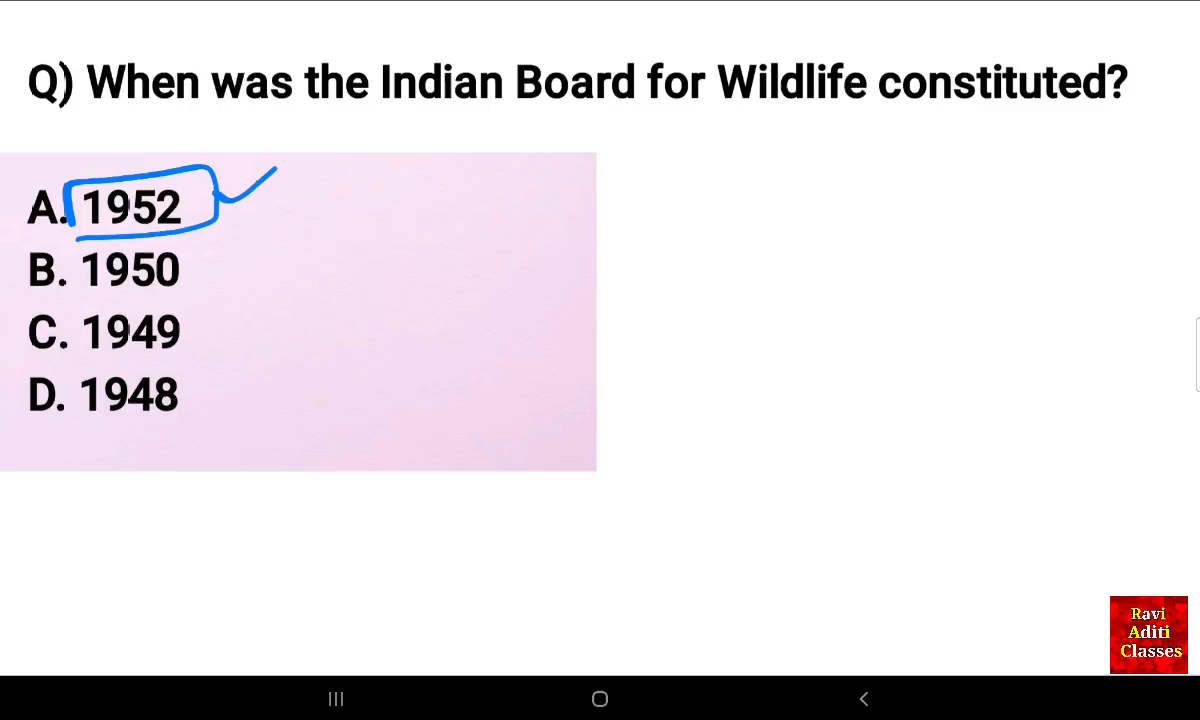 Q) When was the Indian Board for Wildlife constituted?
A. 1952
B. 1950
C. 1949
D. 1948
Ravi
Aditi
Classes